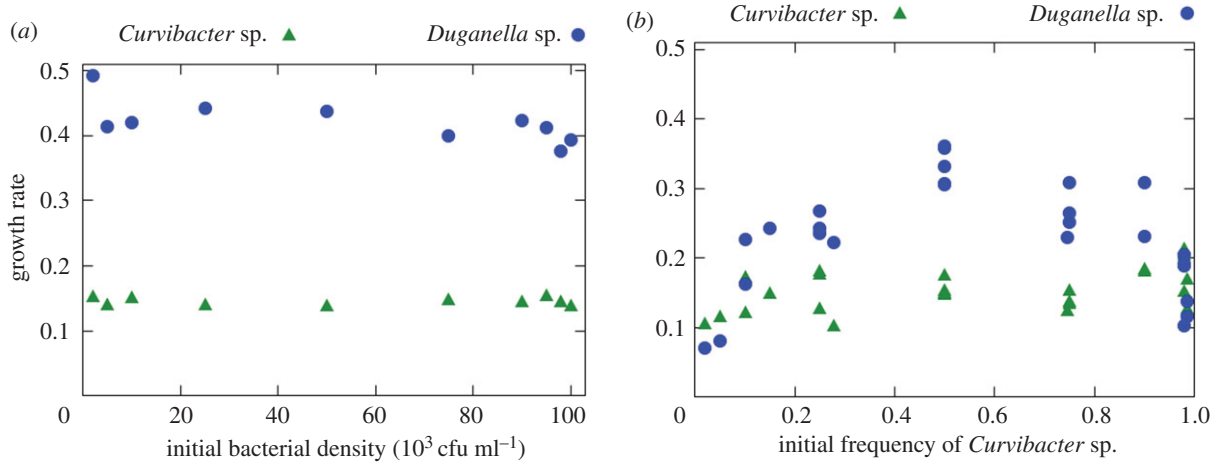 (a)
Curvibacter sp.
Duganella sp.
0.5
0.4
0.3
0.2
0.1
0
20
40
60
80
100
growth rate
initial bacterial density (10³ cfu ml⁻¹)
(b)
Curvibacter sp.
Duganella sp.
0.5
0.4
0.3
0.2
0.1
0
0.2
0.4
0.6
0.8
1.0
initial frequency of Curvibacter sp.